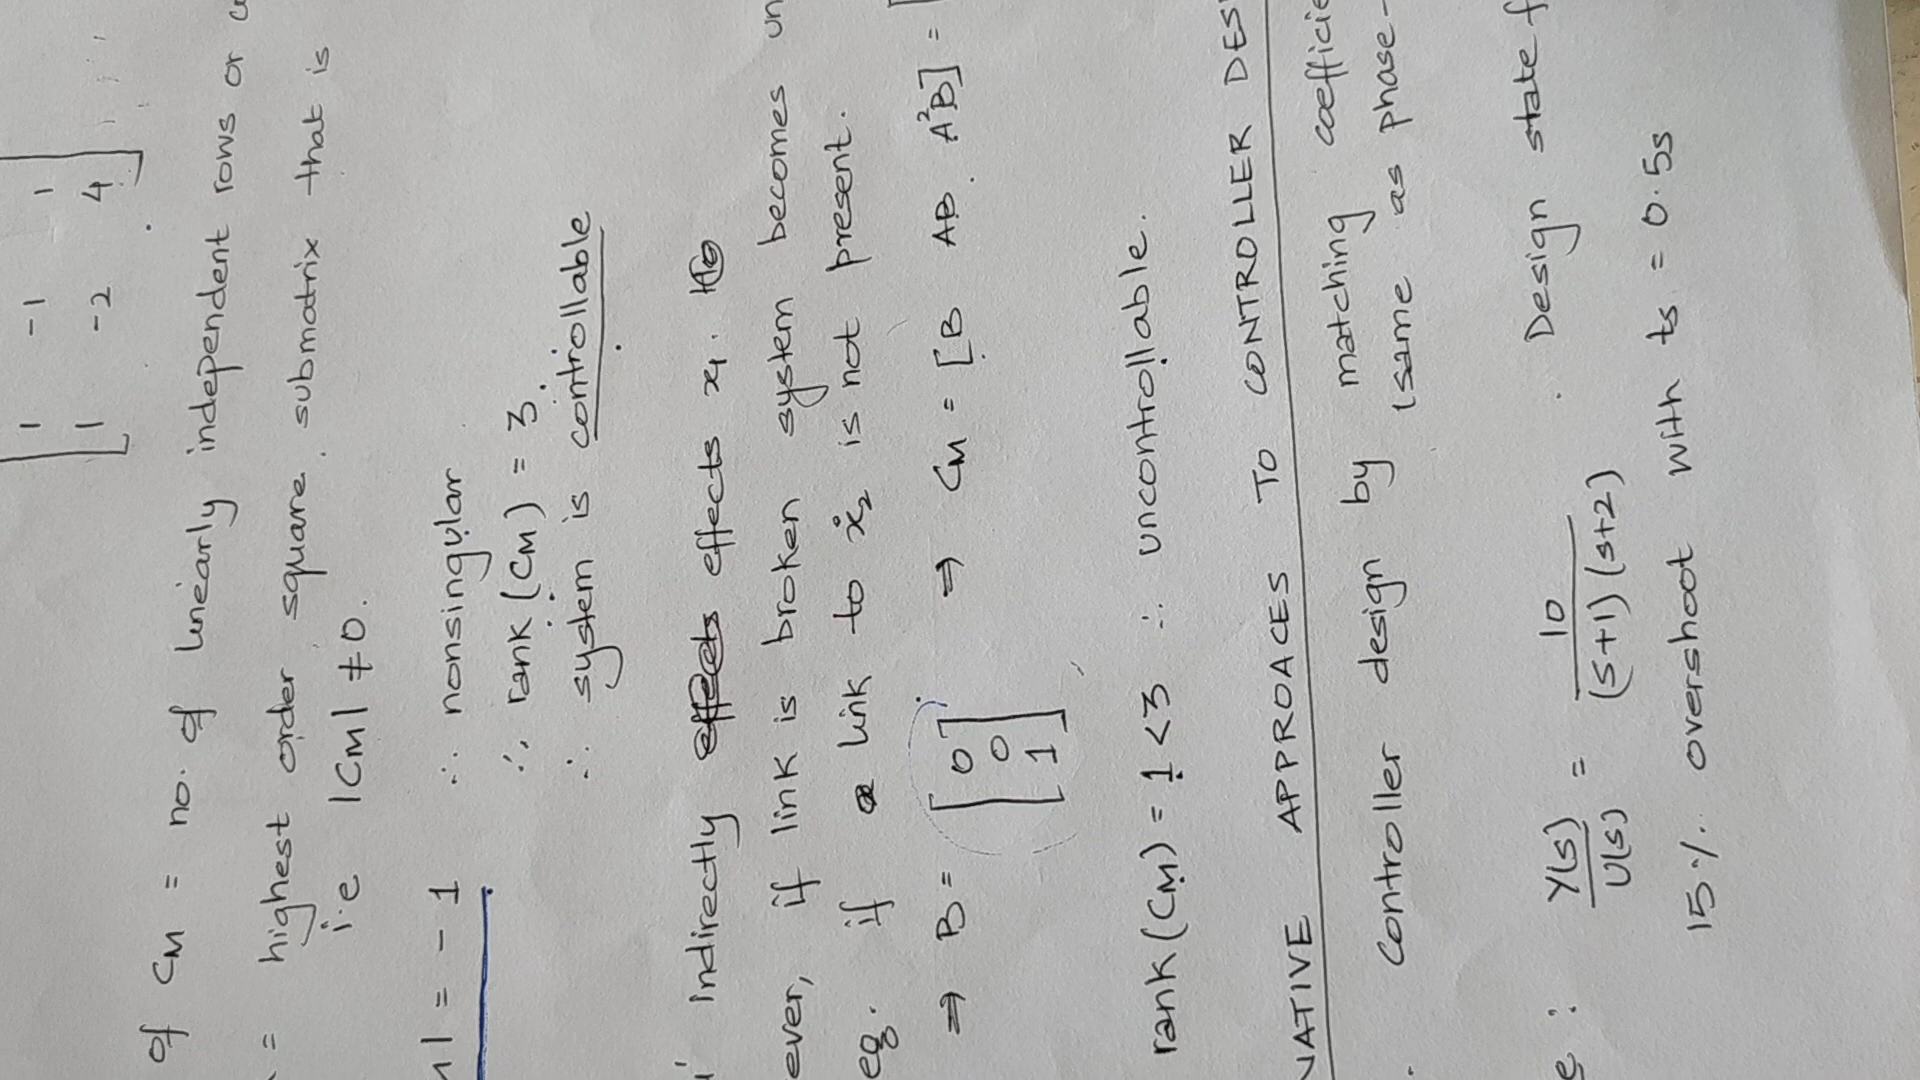 1 -1 1
1 -2 4
of CM = no. of linearly independent rows or
= highest order square submatrix that is
i.e |CM| ≠ 0.
| = -1 ∴ nonsingular
∴ rank (CM) = 3
∴ system is controllable
indirectly effects x1.
ever, if link is broken system becomes un
eg. if link to ẋ2 is not present.
⇒ B = [0 0 1] ⇒ CM = [B AB A²B] =
rank (CM) = 1 < 3 ∴ uncontrollable.
NATIVE APPROACES TO CONTROLLER DES
Controller design by matching coefficie
(same as phase-
e : Y(s)/U(s) = 10/(s+1)(s+2) . Design state f
15% overshoot with ts = 0.5s